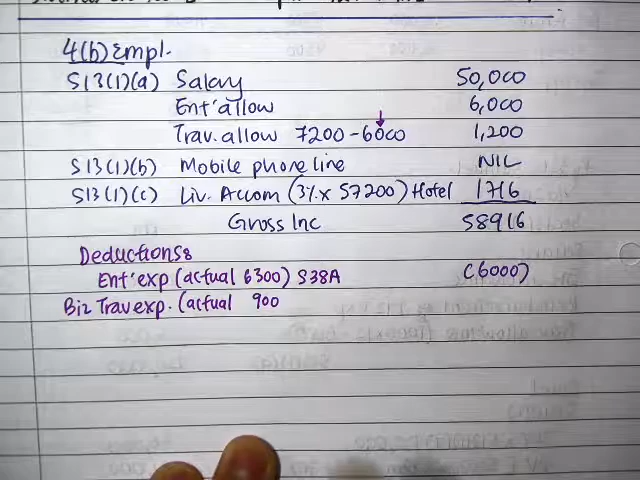 4(b) Empl.
S13(1)(a) Salary 50,000
Ent'allow 6,000
Trav.allow 7200-6000 1,200
S13(1)(b) Mobile phone line NIL
S13(1)(c) Liv. Accom (3% x 57200) Hotel 1716
Gross Inc 58916
Deductions:
Ent'exp (actual 6300) S38A (6000)
Biz Trav exp. (actual 900